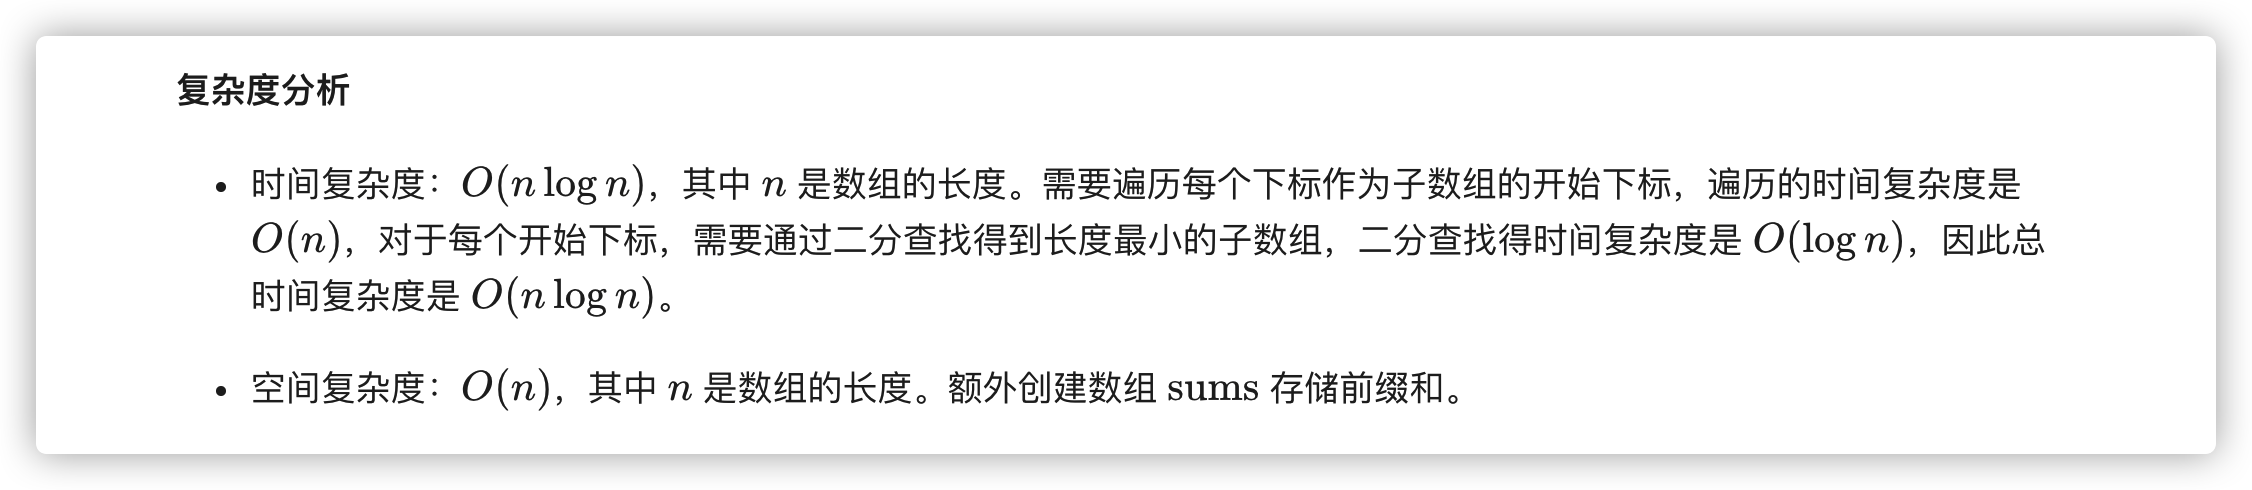 复杂度分析
• 时间复杂度：O(n log n)，其中 n 是数组的长度。需要遍历每个下标作为子数组的开始下标，遍历的时间复杂度是
O(n)，对于每个开始下标，需要通过二分查找得到长度最小的子数组，二分查找得时间复杂度是 O(log n)，因此总
时间复杂度是 O(n log n)。
• 空间复杂度：O(n)，其中 n 是数组的长度。额外创建数组 sums 存储前缀和。